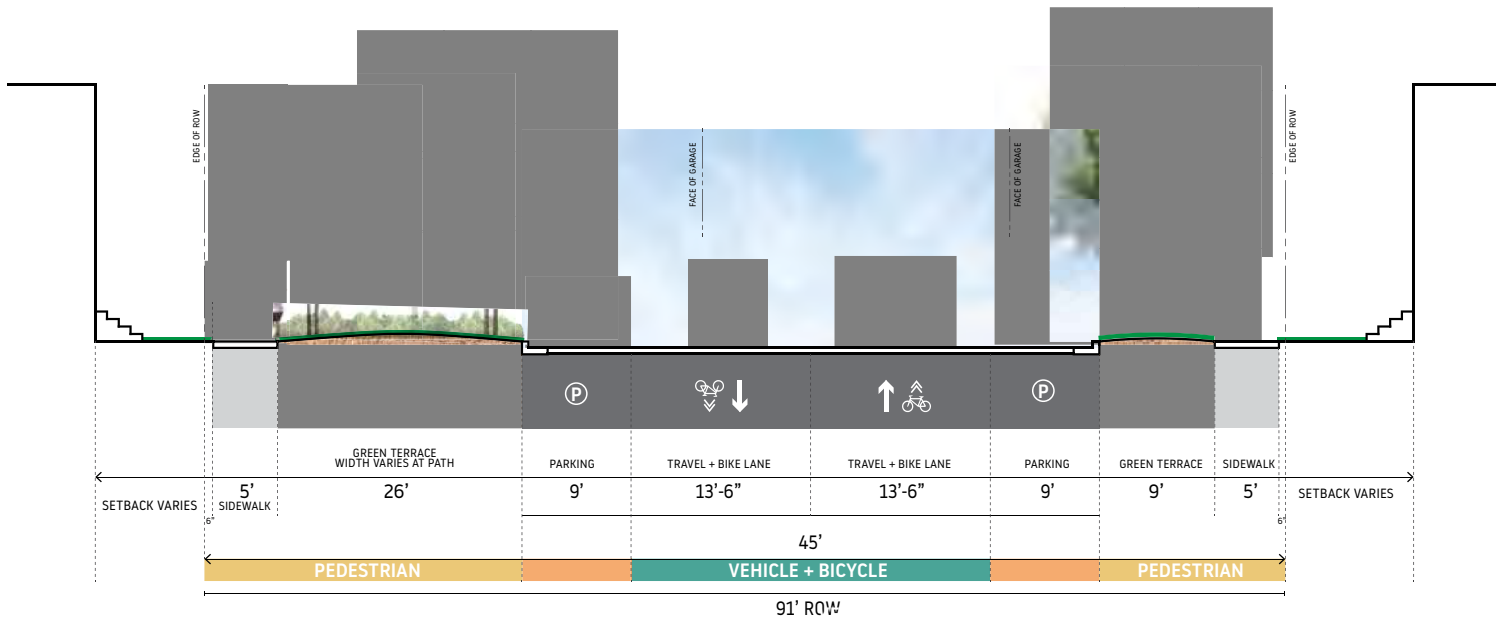 EDGE OF ROW
FACE OF GARAGE
FACE OF GARAGE
EDGE OF ROW
P
P
GREEN TERRACE
WIDTH VARIES AT PATH
PARKING
TRAVEL + BIKE LANE
TRAVEL + BIKE LANE
PARKING
GREEN TERRACE
SIDEWALK
SETBACK VARIES
5’
SIDEWALK
26’
9’
13’-6”
13’-6”
9’
9’
5’
SETBACK VARIES
6”
6”
45’
PEDESTRIAN
VEHICLE + BICYCLE
PEDESTRIAN
91’ ROW